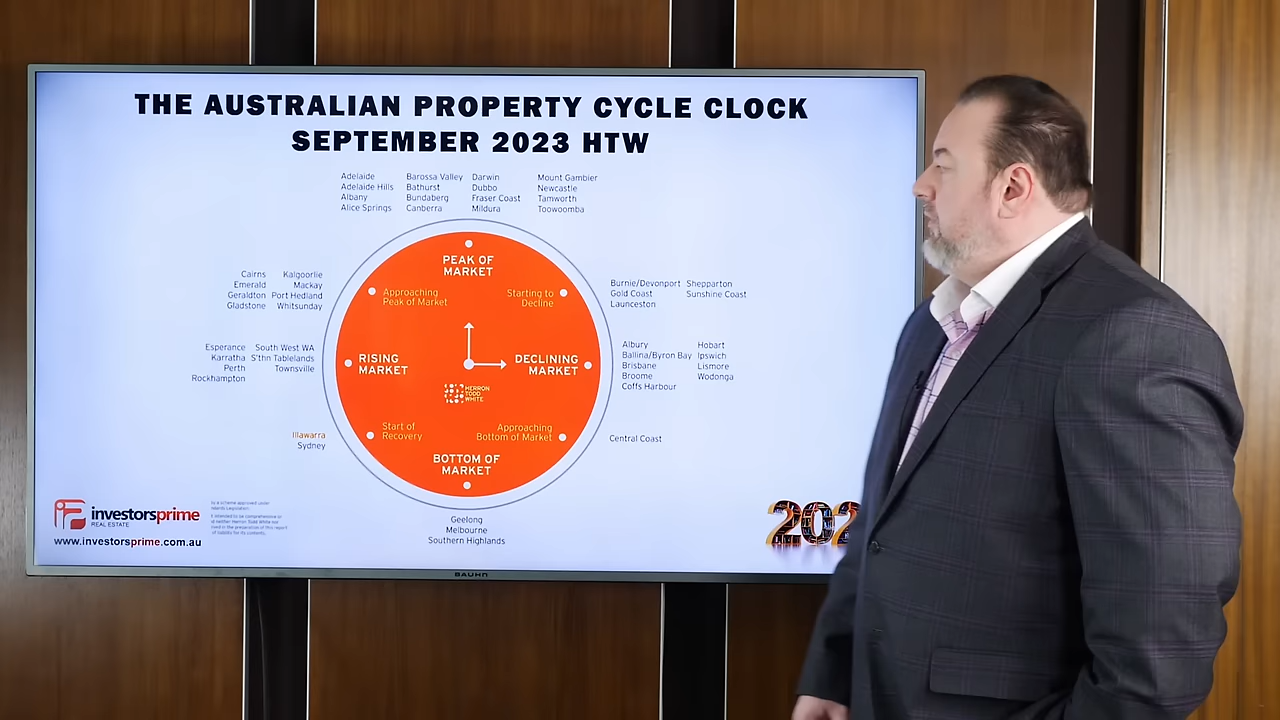 THE AUSTRALIAN PROPERTY CYCLE CLOCK
SEPTEMBER 2023 HTW
Adelaide Barossa Valley Darwin Mount Gambier
Adelaide Hills Bathurst Dubbo Newcastle
Albany Bundaberg Fraser Coast Tamworth
Alice Springs Canberra Mildura Toowoomba
PEAK OF
MARKET
Approaching
Peak of Market
Starting to
Decline
Cairns Kalgoorlie
Emerald Mackay
Geraldton Port Hedland
Gladstone Whitsunday
Burnie/Devonport Shepparton
Gold Coast Sunshine Coast
Launceston
Esperance South West WA
Karratha S'thn Tablelands
Perth Townsville
Rockhampton
RISING
MARKET
DECLINING
MARKET
Albury Hobart
Ballina/Byron Bay Ipswich
Brisbane Lismore
Broome Wodonga
Coffs Harbour
HERRON
TODD
WHITE
Illawarra
Sydney
Start of
Recovery
Approaching
Bottom of Market
Central Coast
BOTTOM OF
MARKET
Geelong
Melbourne
Southern Highlands
investorsprime
REAL ESTATE
www.investorsprime.com.au
to a scheme approved under
202
BAUHN